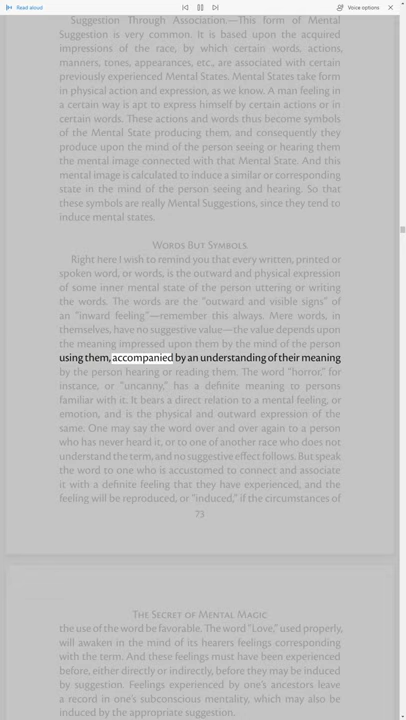 Read aloud
Voice options
Suggestion Through Association.—This form of Mental
Suggestion is very common. It is based upon the acquired
impressions of the race, by which certain words, actions,
manners, tones, appearances, etc., are associated with certain
previously experienced Mental States. Mental States take form
in physical action and expression, as we know. A man feeling in
a certain way is apt to express himself by certain actions or in
certain words. These actions and words thus become symbols
of the Mental State producing them, and consequently they
produce upon the mind of the person seeing or hearing them
the mental image connected with that Mental State. And this
mental image is calculated to induce a similar or corresponding
state in the mind of the person seeing and hearing. So that
these symbols are really Mental Suggestions, since they tend to
induce mental states.
Words But Symbols.
Right here I wish to remind you that every written, printed or
spoken word, or words, is the outward and physical expression
of some inner mental state of the person uttering or writing
the words. The words are the “outward and visible signs” of
an “inward feeling”—remember this always. Mere words, in
themselves, have no suggestive value—the value depends upon
the meaning impressed upon them by the mind of the person
using them, accompanied by an understanding of their meaning
by the person hearing or reading them. The word “horror,” for
instance, or “uncanny,” has a definite meaning to persons
familiar with it. It bears a direct relation to a mental feeling, or
emotion, and is the physical and outward expression of the
same. One may say the word over and over again to a person
who has never heard it, or to one of another race who does not
understand the term, and no suggestive effect follows. But speak
the word to one who is accustomed to connect and associate
it with a definite feeling that they have experienced, and the
feeling will be reproduced, or “induced,” if the circumstances of
73
The Secret of Mental Magic
the use of the word be favorable. The word “Love,” used properly,
will awaken in the mind of its hearers feelings corresponding
with the term. And these feelings must have been experienced
before, either directly or indirectly, before they may be induced
by suggestion. Feelings experienced by one’s ancestors leave
a record in one’s subconscious mentality, which may also be
induced by the appropriate suggestion.